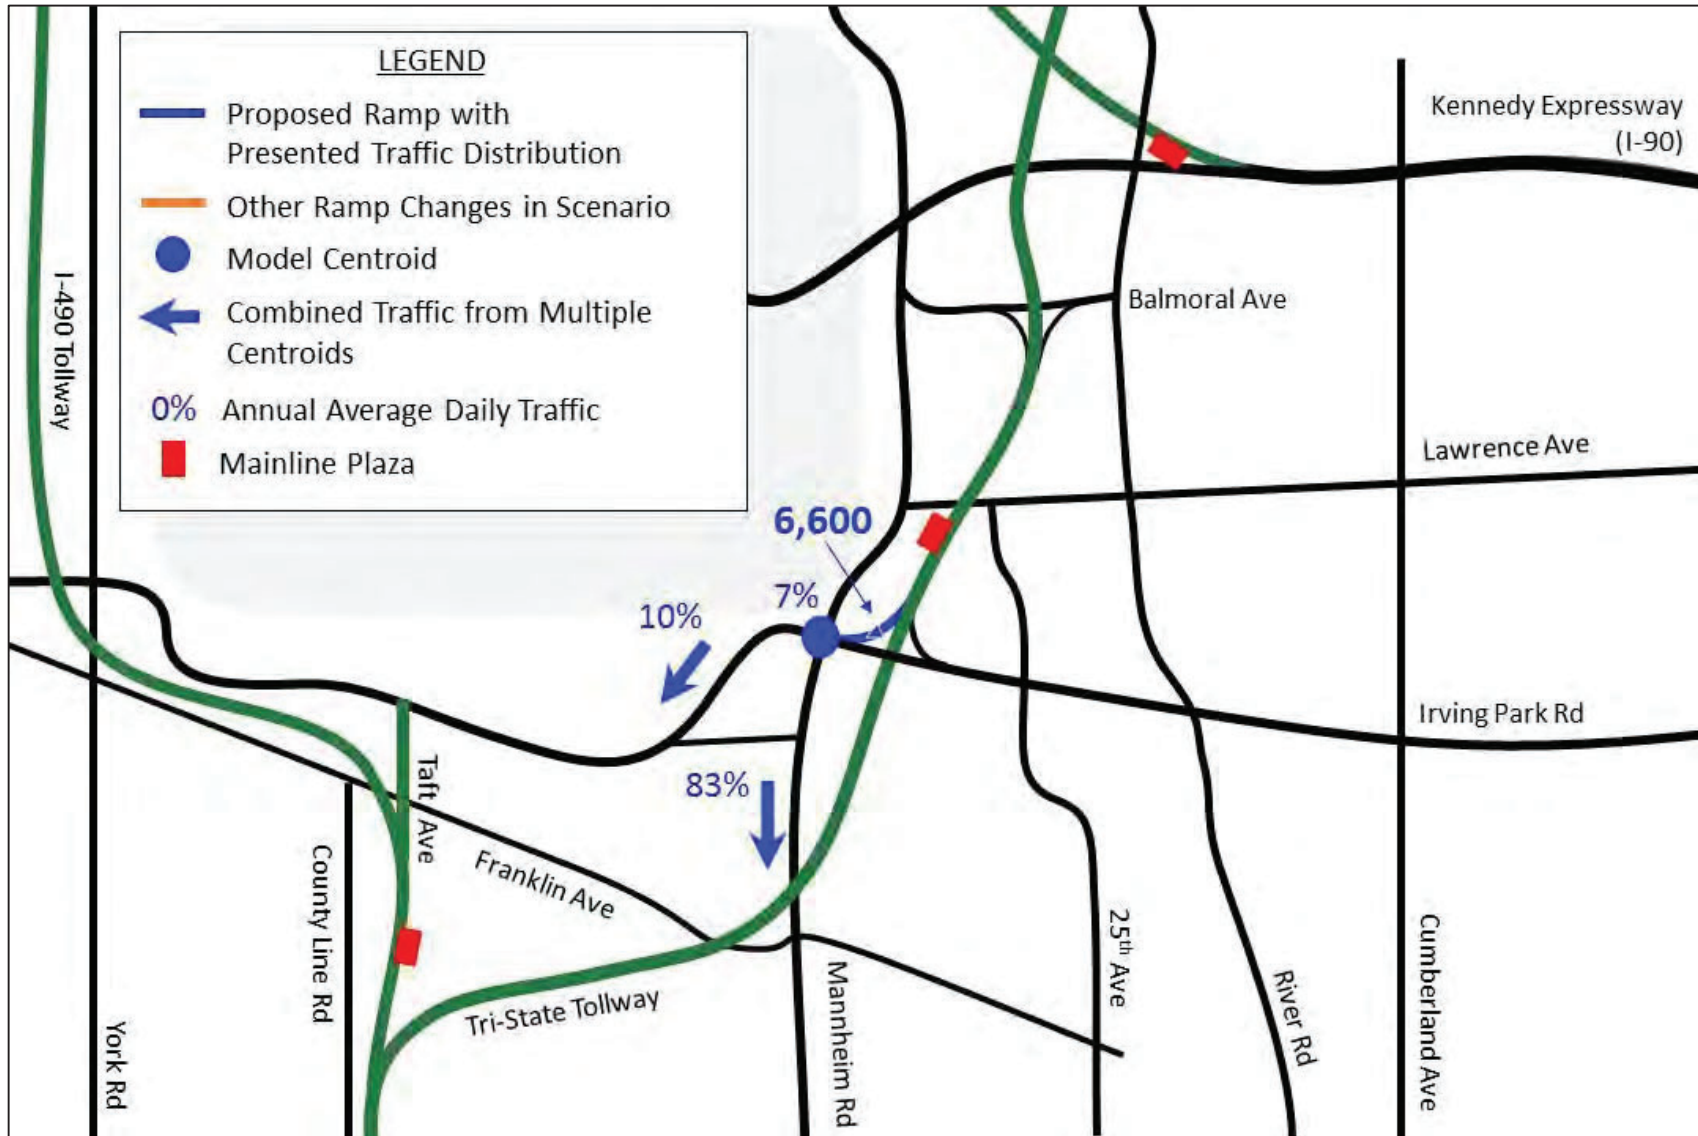 LEGEND
Proposed Ramp with
Presented Traffic Distribution
Other Ramp Changes in Scenario
Model Centroid
Combined Traffic from Multiple
Centroids
0% Annual Average Daily Traffic
Mainline Plaza
Kennedy Expressway
(I-90)
I-490 Tollway
Balmoral Ave
Lawrence Ave
6,600
7%
10%
Irving Park Rd
83%
Taft Ave
Franklin Ave
County Line Rd
Tri-State Tollway
York Rd
Mannheim Rd
25th Ave
River Rd
Cumberland Ave